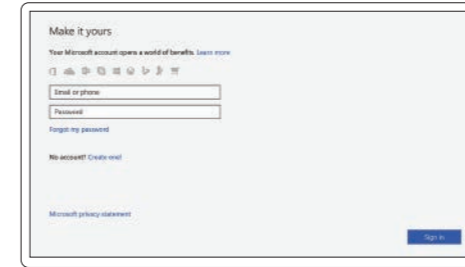 Make it yours
Your Microsoft account opens a world of benefits. Learn more
Email or phone
Password
Forgot my password
No account? Create one!
Microsoft privacy statement
Sign in